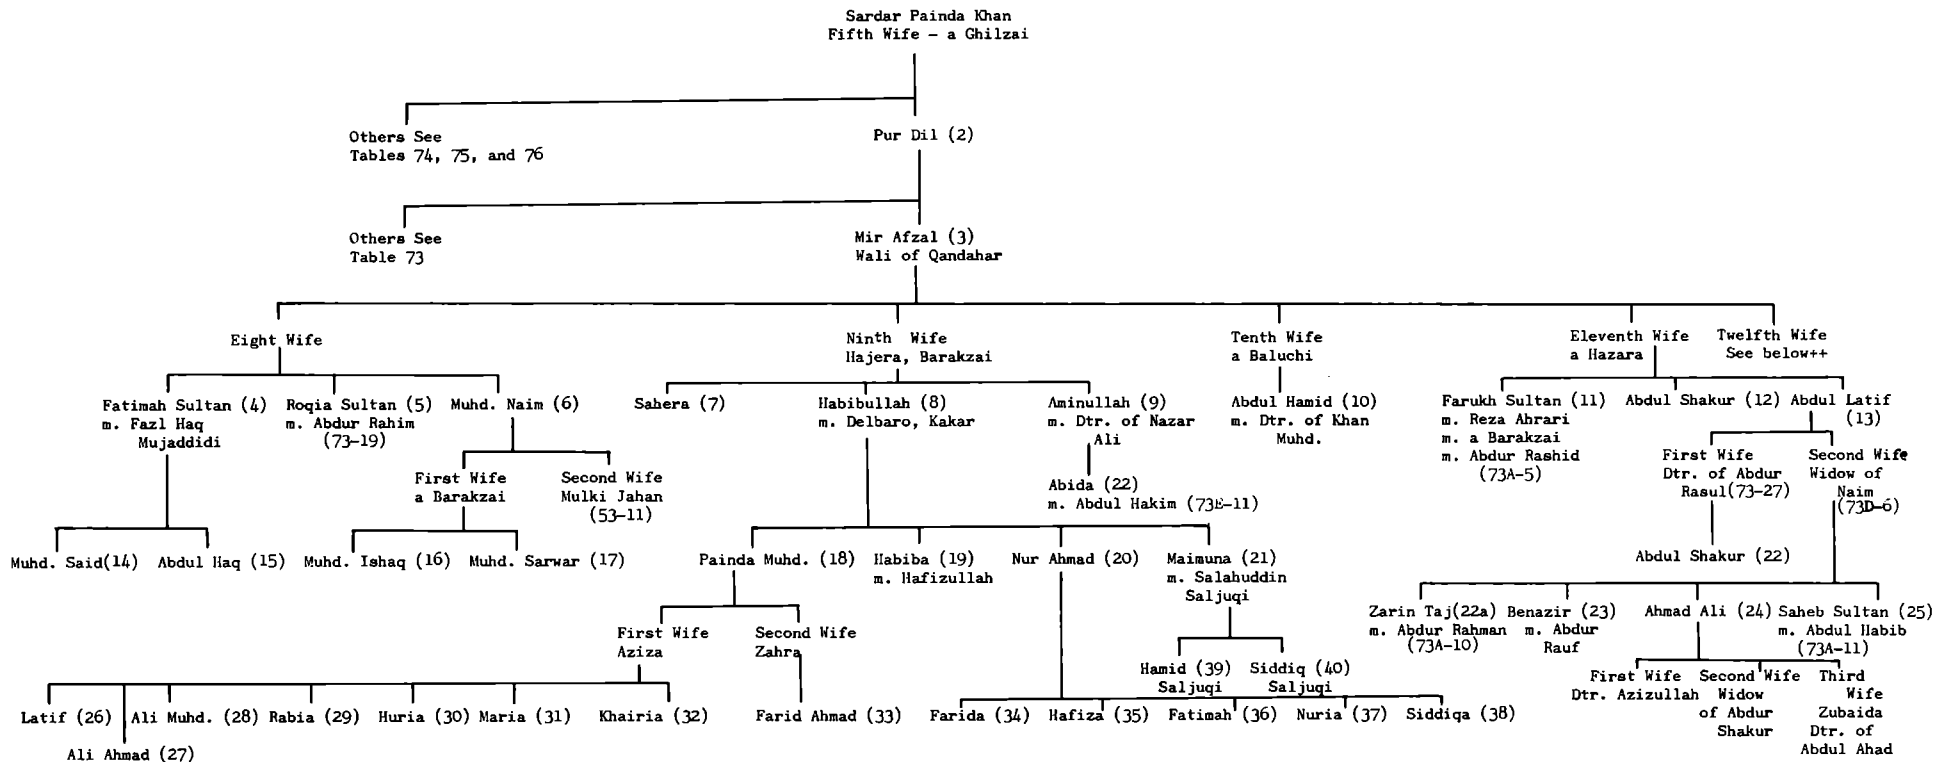 Sardar Painda Khan
Fifth Wife – a Ghilzai
Others See
Tables 74, 75, and 76
Pur Dil (2)
Others See
Table 73
Mir Afzal (3)
Wali of Qandahar
Eight Wife
Ninth Wife
Hajera, Barakzai
Tenth Wife
a Baluchi
Eleventh Wife
a Hazara
Twelfth Wife
See below++
Fatimah Sultan (4)
m. Fazl Haq
Mujaddidi
Roqia Sultan (5)
m. Abdur Rahim
(73-19)
Muhd. Naim (6)
Sahera (7)
Habibullah (8)
m. Delbaro, Kakar
Aminullah (9)
m. Dtr. of Nazar
Ali
Abdul Hamid (10)
m. Dtr. of Khan
Muhd.
Farukh Sultan (11)
m. Reza Ahrari
m. a Barakzai
m. Abdur Rashid
(73A-5)
Abdul Shakur (12)
Abdul Latif
(13)
First Wife
a Barakzai
Second Wife
Mulki Jahan
(53-11)
Abida (22)
m. Abdul Hakim (73E-11)
First Wife
Dtr. of Abdur
Rasul(73-27)
Second Wife
Widow of
Naim
(73D-6)
Muhd. Said(14)
Abdul Haq (15)
Muhd. Ishaq (16)
Muhd. Sarwar (17)
Painda Muhd. (18)
Habiba (19)
m. Hafizullah
Nur Ahmad (20)
Maimuna (21)
m. Salahuddin
Saljuqi
Abdul Shakur (22)
Zarin Taj(22a)
m. Abdur Rahman
(73A-10)
Benazir (23)
m. Abdur
Rauf
Ahmad Ali (24)
Saheb Sultan (25)
m. Abdul Habib
(73A-11)
First Wife
Aziza
Second Wife
Zahra
Hamid (39)
Saljuqi
Siddiq (40)
Saljuqi
First Wife
Dtr. Azizullah
Second Wife
Widow
of Abdur
Shakur
Third
Wife
Zubaida
Dtr. of
Abdul Ahad
Latif (26)
Ali Muhd. (28)
Rabia (29)
Huria (30)
Maria (31)
Khairia (32)
Farid Ahmad (33)
Farida (34)
Hafiza (35)
Fatimah (36)
Nuria (37)
Siddiqa (38)
Ali Ahmad (27)